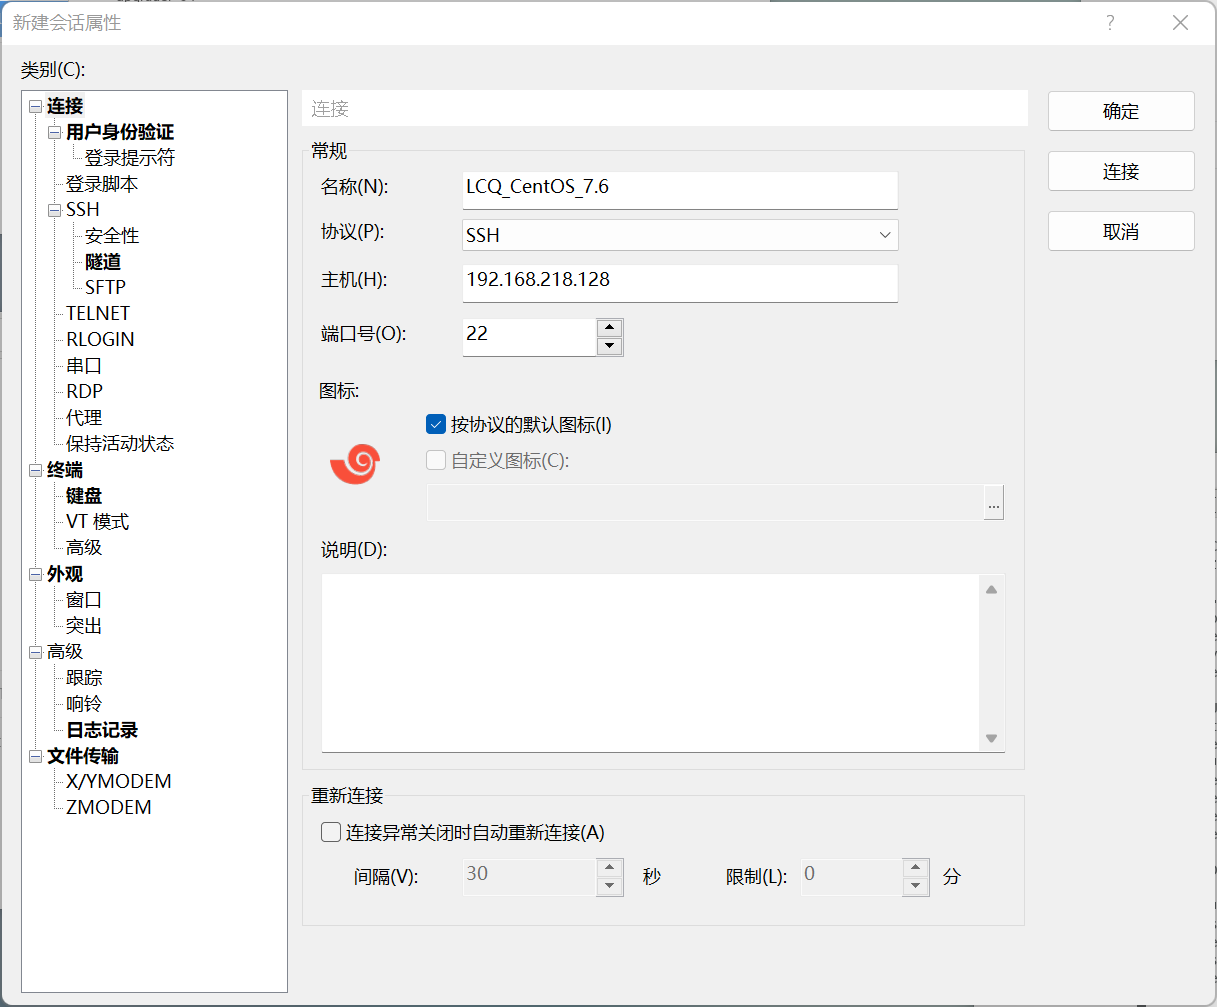 新建会话属性
类别(C):
连接
用户身份验证
登录提示符
登录脚本
SSH
安全性
隧道
SFTP
TELNET
RLOGIN
串口
RDP
代理
保持活动状态
终端
键盘
VT 模式
高级
外观
窗口
突出
高级
跟踪
响铃
日志记录
文件传输
X/YMODEM
ZMODEM
连接
常规
名称(N): LCQ_CentOS_7.6
协议(P): SSH
主机(H): 192.168.218.128
端口号(O): 22
图标:
按协议的默认图标(I)
自定义图标(C):
...
说明(D):
重新连接
连接异常关闭时自动重新连接(A)
间隔(V): 30 秒 限制(L): 0 分
确定
连接
取消